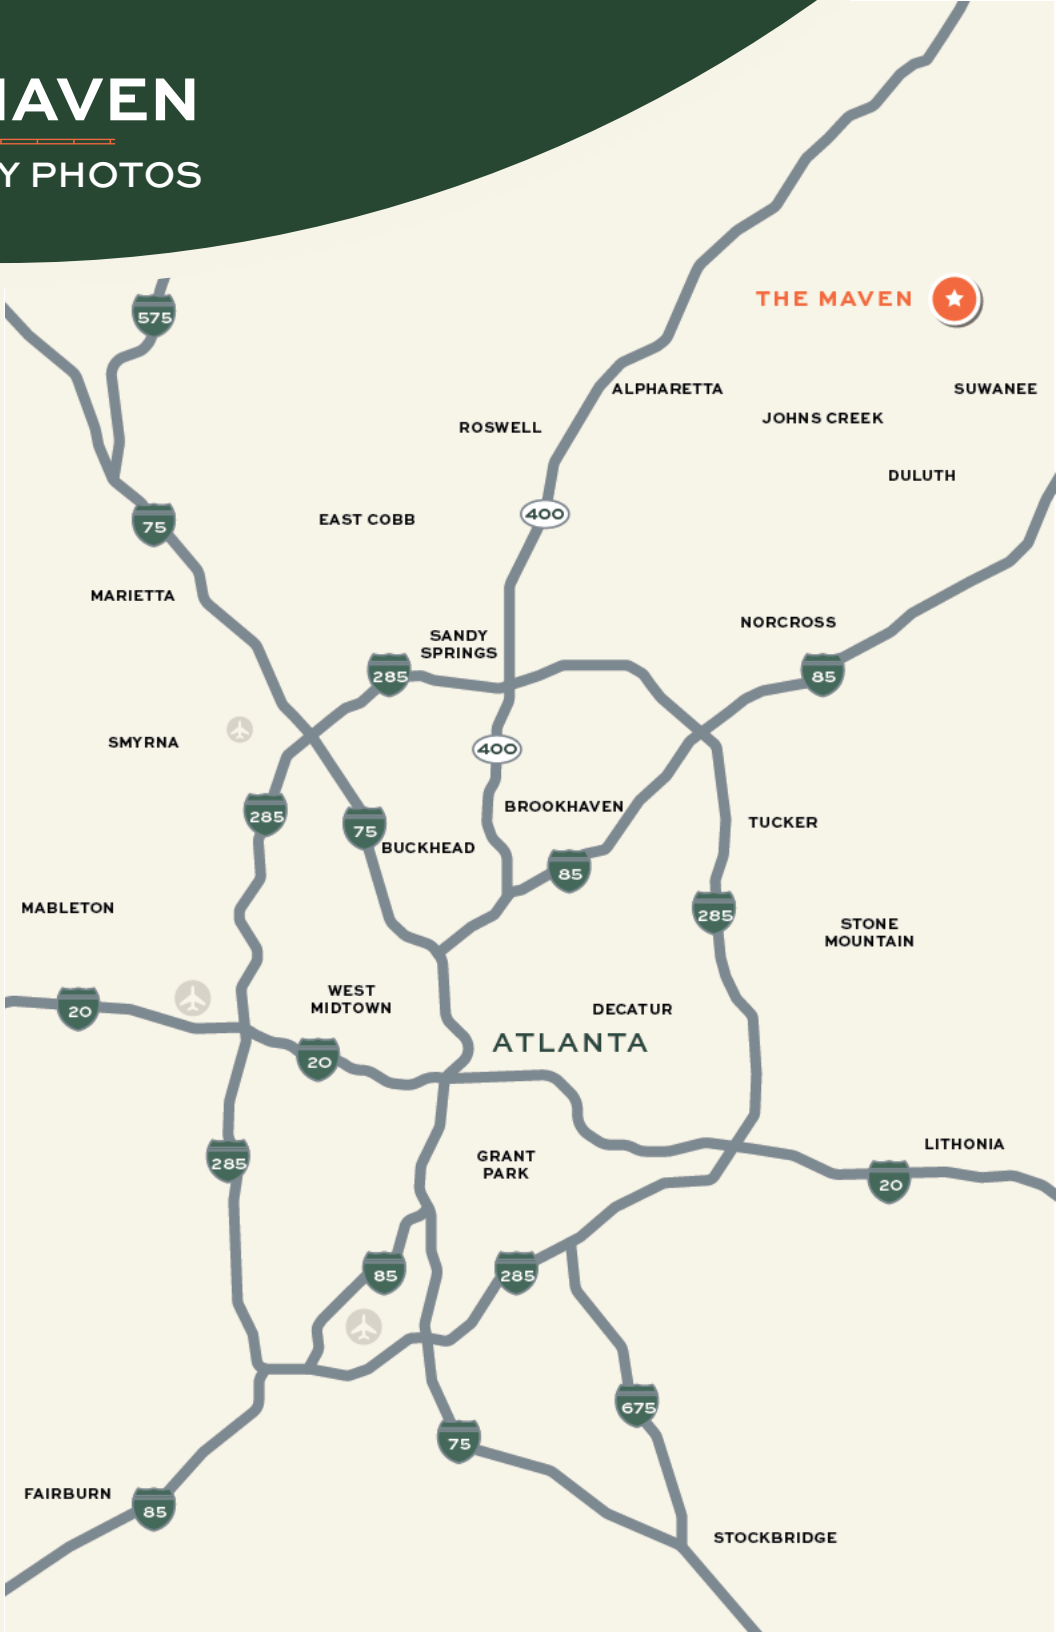 MAVEN
Y PHOTOS
575
THE MAVEN
ALPHARETTA
SUWANEE
JOHNS CREEK
ROSWELL
DULUTH
400
EAST COBB
75
MARIETTA
NORCROSS
SANDY
SPRINGS
285
85
SMYRNA
400
BROOKHAVEN
285
75
TUCKER
BUCKHEAD
85
MABLETON
285
STONE
MOUNTAIN
WEST
MIDTOWN
20
DECATUR
ATLANTA
20
LITHONIA
285
GRANT
PARK
20
85
285
675
75
FAIRBURN
85
STOCKBRIDGE